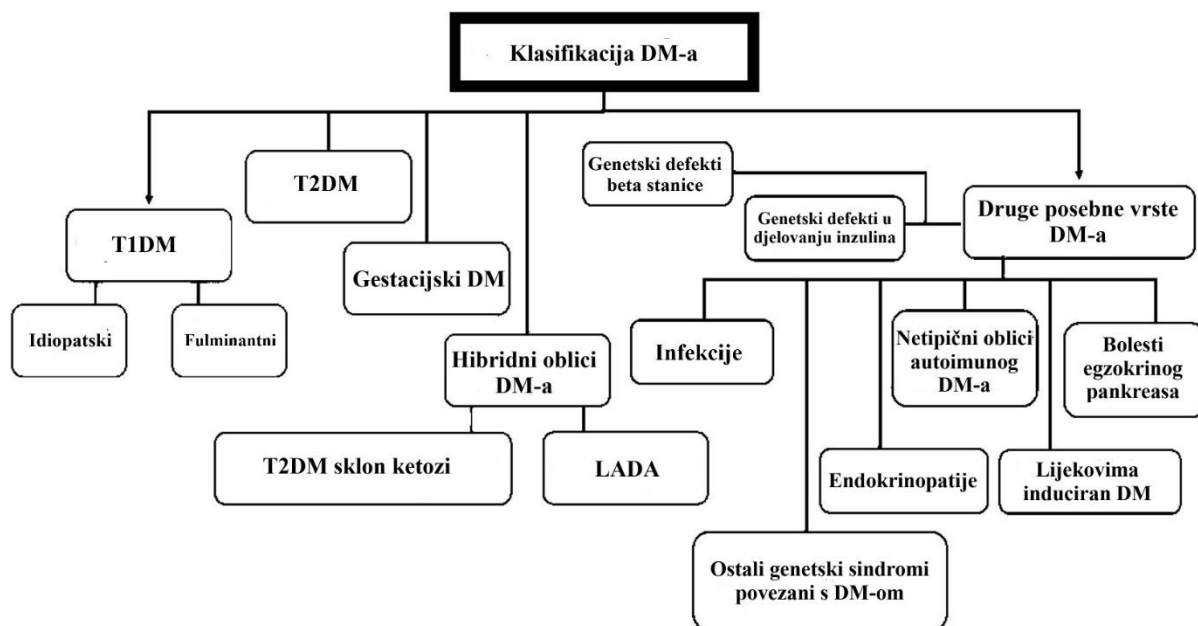 Klasifikacija DM-a
T2DM
Genetski defekti
beta stanice
T1DM
Genetski defekti u
djelovanju inzulina
Druge posebne vrste
DM-a
Gestacijski DM
Idiopatski
Fulminantni
Hibridni oblici
DM-a
Infekcije
Netipični oblici
autoimunog
DM-a
Bolesti
egzokrinog
pankreasa
T2DM sklon ketozi
LADA
Endokrinopatije
Lijekovima
induciran DM
Ostali genetski sindromi
povezani s DM-om